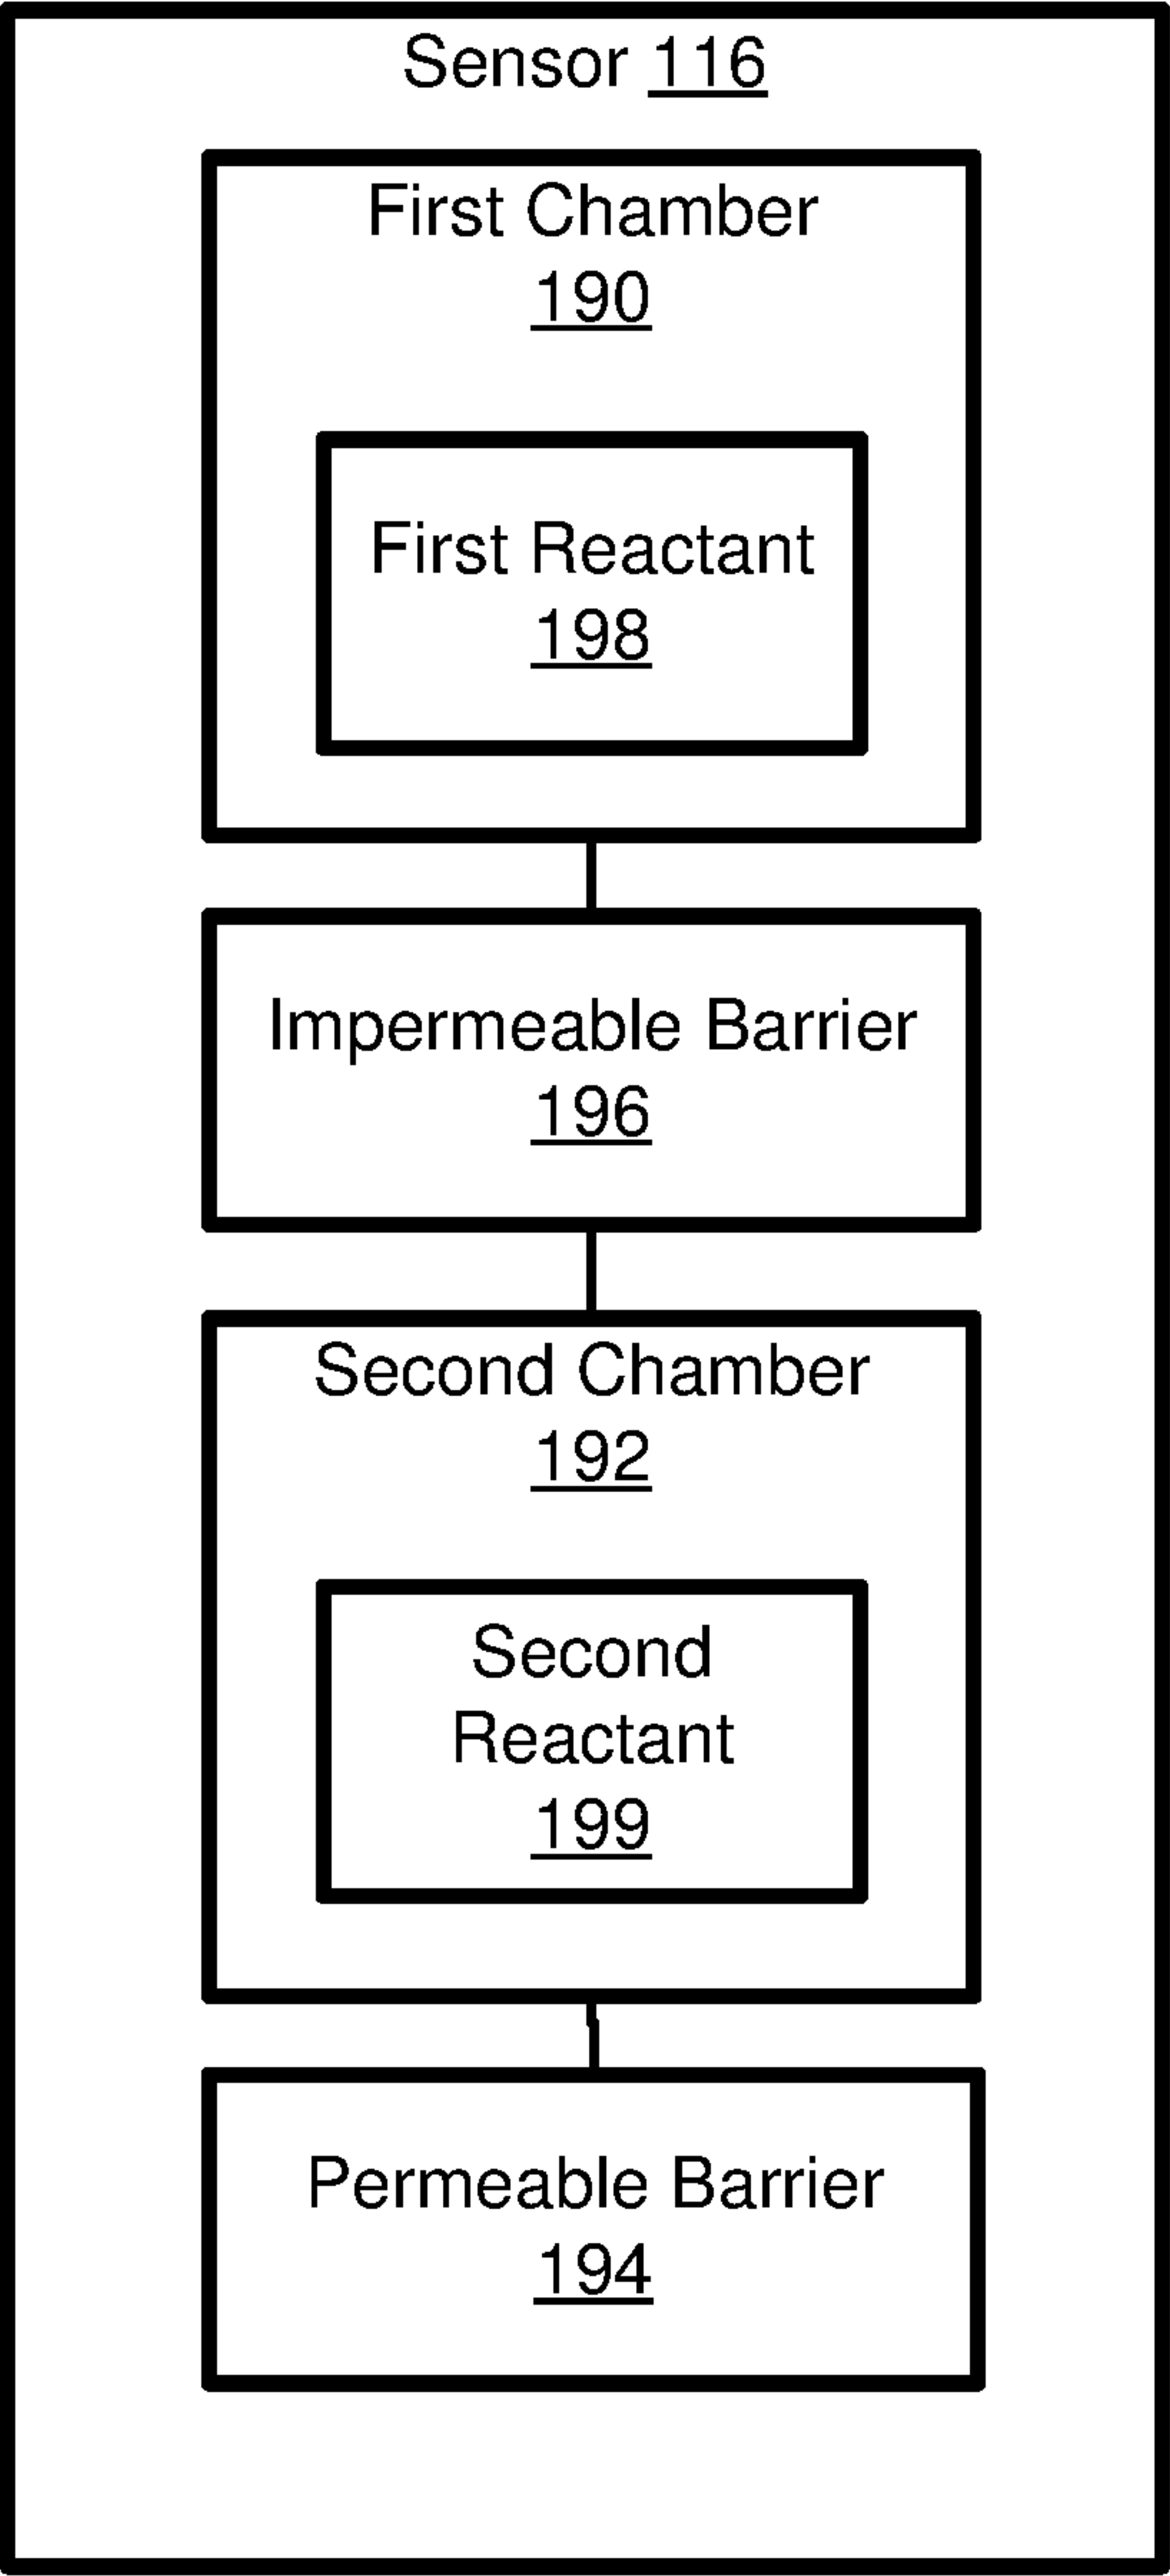 Sensor 116
First Chamber
190
First Reactant
198
Impermeable Barrier
196
Second Chamber
192
Second
Reactant
199
Permeable Barrier
194